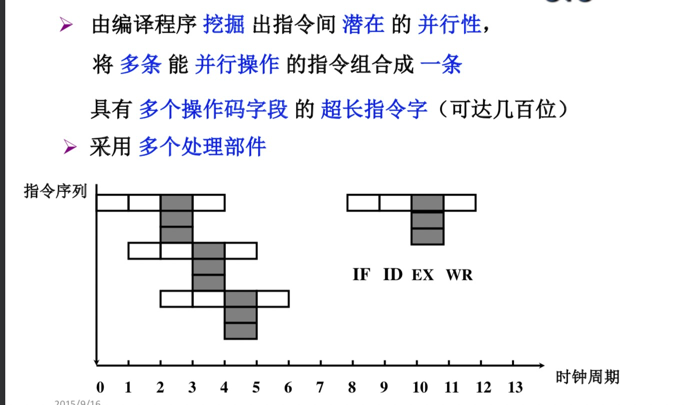 ➢ 由编译程序 挖掘 出指令间 潜在 的 并行性，
将 多条 能 并行操作 的指令组合成 一条
具有 多个操作码字段 的 超长指令字（可达几百位）
➢ 采用 多个处理部件
指令序列
IF ID EX WR
0 1 2 3 4 5 6 7 8 9 10 11 12 13
时钟周期
2015/9/16